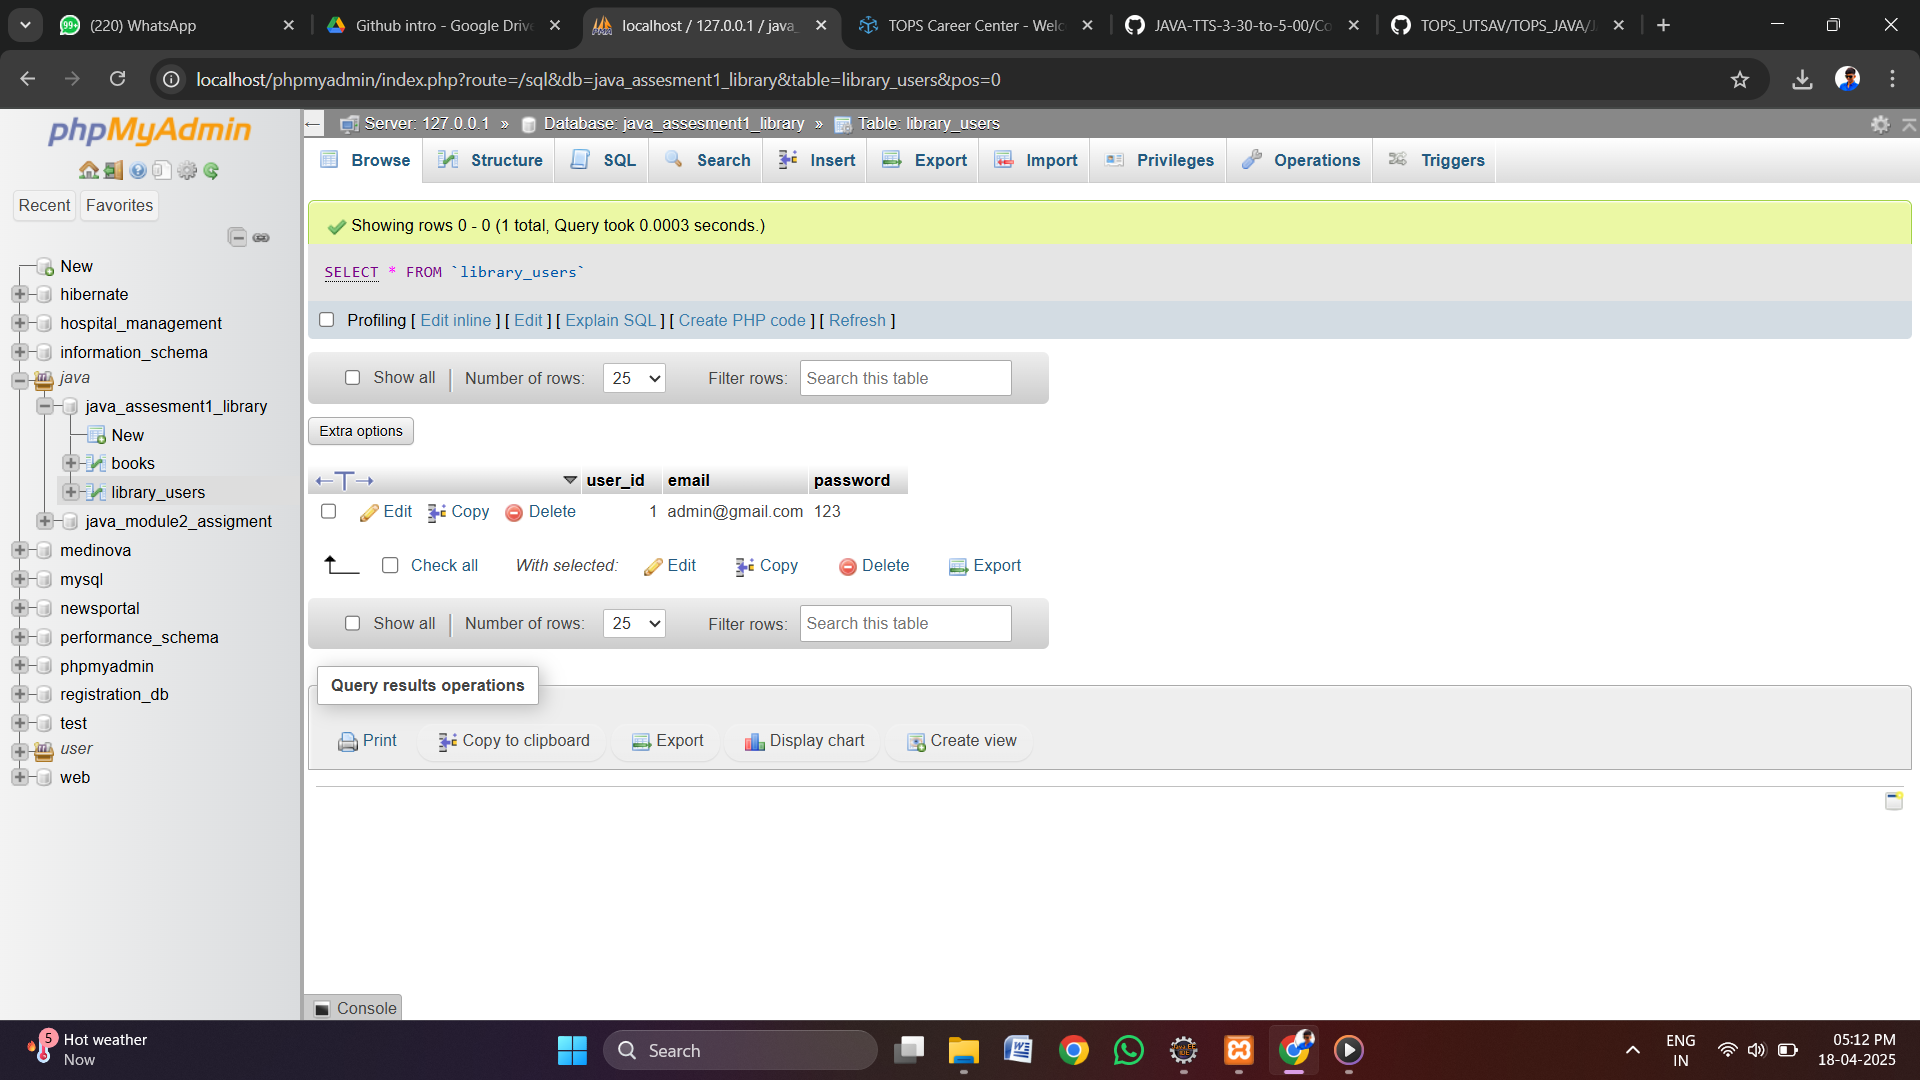 (220) WhatsApp
Github intro - Google Drive
localhost / 127.0.0.1 / java_
TOPS Career Center - Welc
JAVA-TTS-3-30-to-5-00/Co
TOPS_UTSAV/TOPS_JAVA/J
localhost/phpmyadmin/index.php?route=/sql&db=java_assesment1_library&table=library_users&pos=0
phpMyAdmin
Recent Favorites
New
hibernate
hospital_management
information_schema
java
java_assesment1_library
New
books
library_users
java_module2_assigment
medinova
mysql
newsportal
performance_schema
phpmyadmin
registration_db
test
user
web
Server: 127.0.0.1 » Database: java_assesment1_library » Table: library_users
Browse Structure SQL Search Insert Export Import Privileges Operations Triggers
Showing rows 0 - 0 (1 total, Query took 0.0003 seconds.)
SELECT * FROM `library_users`
Profiling [ Edit inline ] [ Edit ] [ Explain SQL ] [ Create PHP code ] [ Refresh ]
Show all Number of rows: 25 Filter rows: Search this table
Extra options
user_id email password
Edit Copy Delete 1 admin@gmail.com 123
Check all With selected: Edit Copy Delete Export
Show all Number of rows: 25 Filter rows: Search this table
Query results operations
Print Copy to clipboard Export Display chart Create view
Console
5
Hot weather
Now
Search
ENG
IN
05:12 PM
18-04-2025